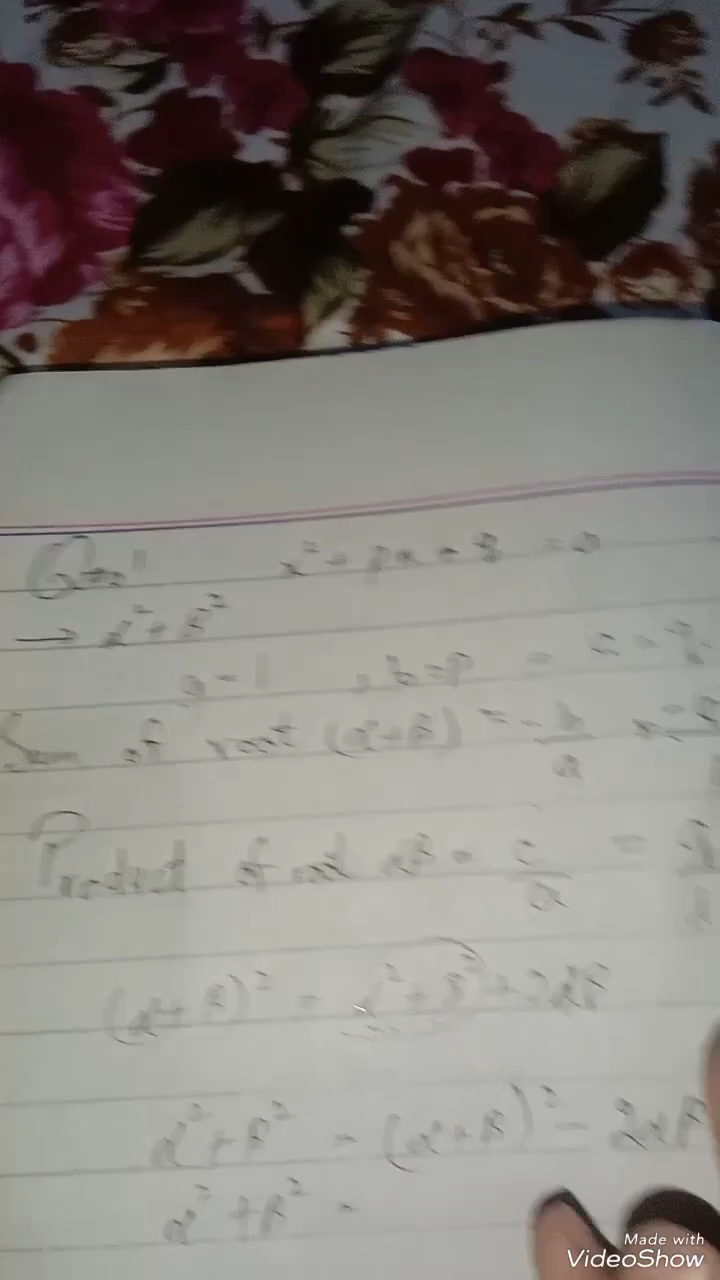 x² + px + q = 0
→ α² + β²
a = 1 , b = p = c = q
Sum of root (α+β) = -b/a =
Product of root αβ = c/a =
(α+β)² = α² + β² + 2αβ
α² + β² = (α+β)² - 2αβ
α² + β² =
Made with
VideoShow